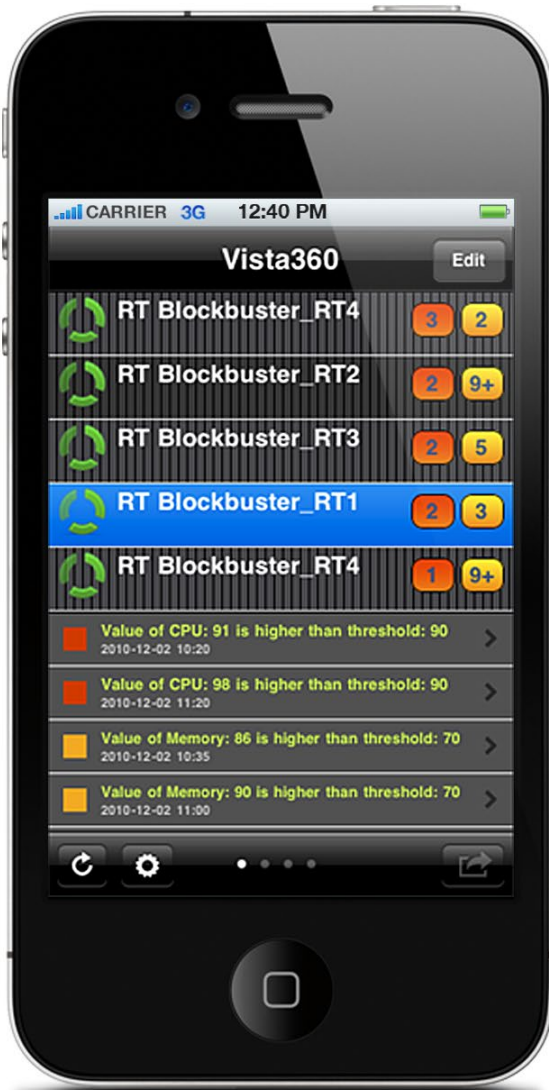 CARRIER 3G 12:40 PM
Vista360 Edit
RT Blockbuster_RT4 3 2
RT Blockbuster_RT2 2 9+
RT Blockbuster_RT3 2 5
RT Blockbuster_RT1 2 3
RT Blockbuster_RT4 1 9+
Value of CPU: 91 is higher than threshold: 90
2010-12-02 10:20
Value of CPU: 98 is higher than threshold: 90
2010-12-02 11:20
Value of Memory: 86 is higher than threshold: 70
2010-12-02 10:35
Value of Memory: 90 is higher than threshold: 70
2010-12-02 11:00